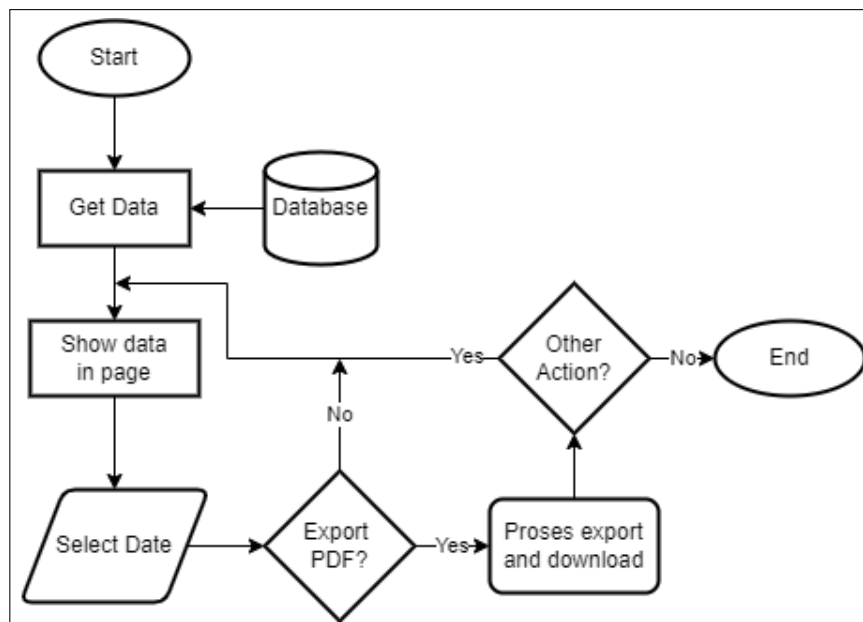 Start
Get Data
Database
Show data
in page
Yes
Other
Action?
No
End
No
Select Date
Export
PDF?
Yes
Proses export
and download